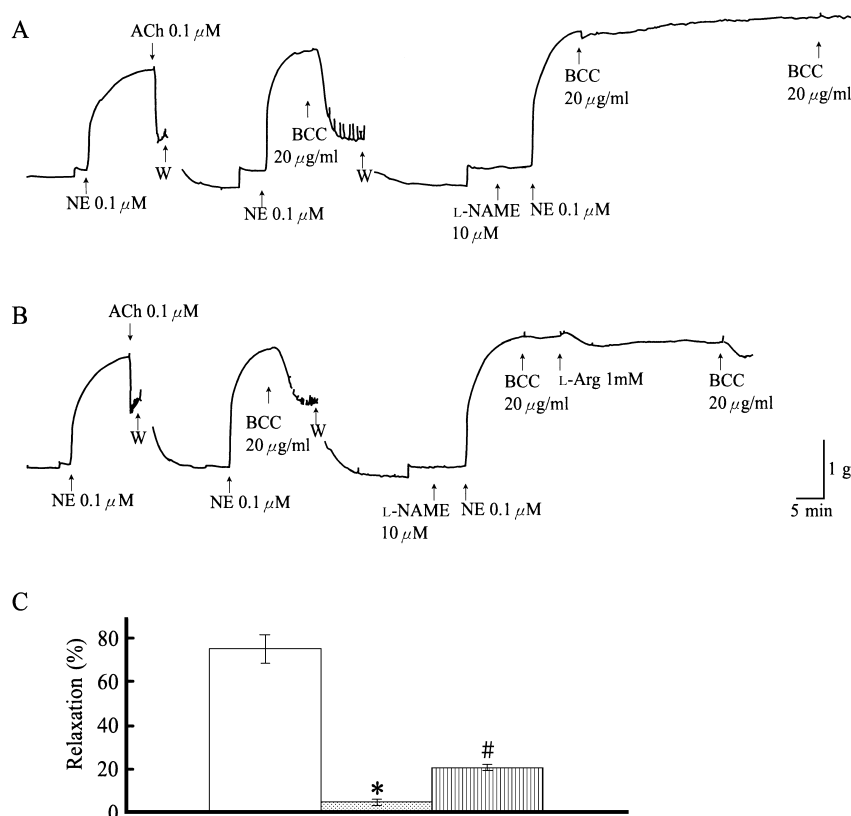 A
ACh 0.1 μM
BCC
20 μg/ml
BCC
20 μg/ml
BCC
20 μg/ml
W
W
NE 0.1 μM
NE 0.1 μM
L-NAME
10 μM
NE 0.1 μM
B
ACh 0.1 μM
BCC
20 μg/ml
L-Arg 1mM
BCC
20 μg/ml
BCC
20 μg/ml
W
W
NE 0.1 μM
NE 0.1 μM
L-NAME
10 μM
NE 0.1 μM
1 g
5 min
C
Relaxation (%)
80
60
40
20
0
*
#